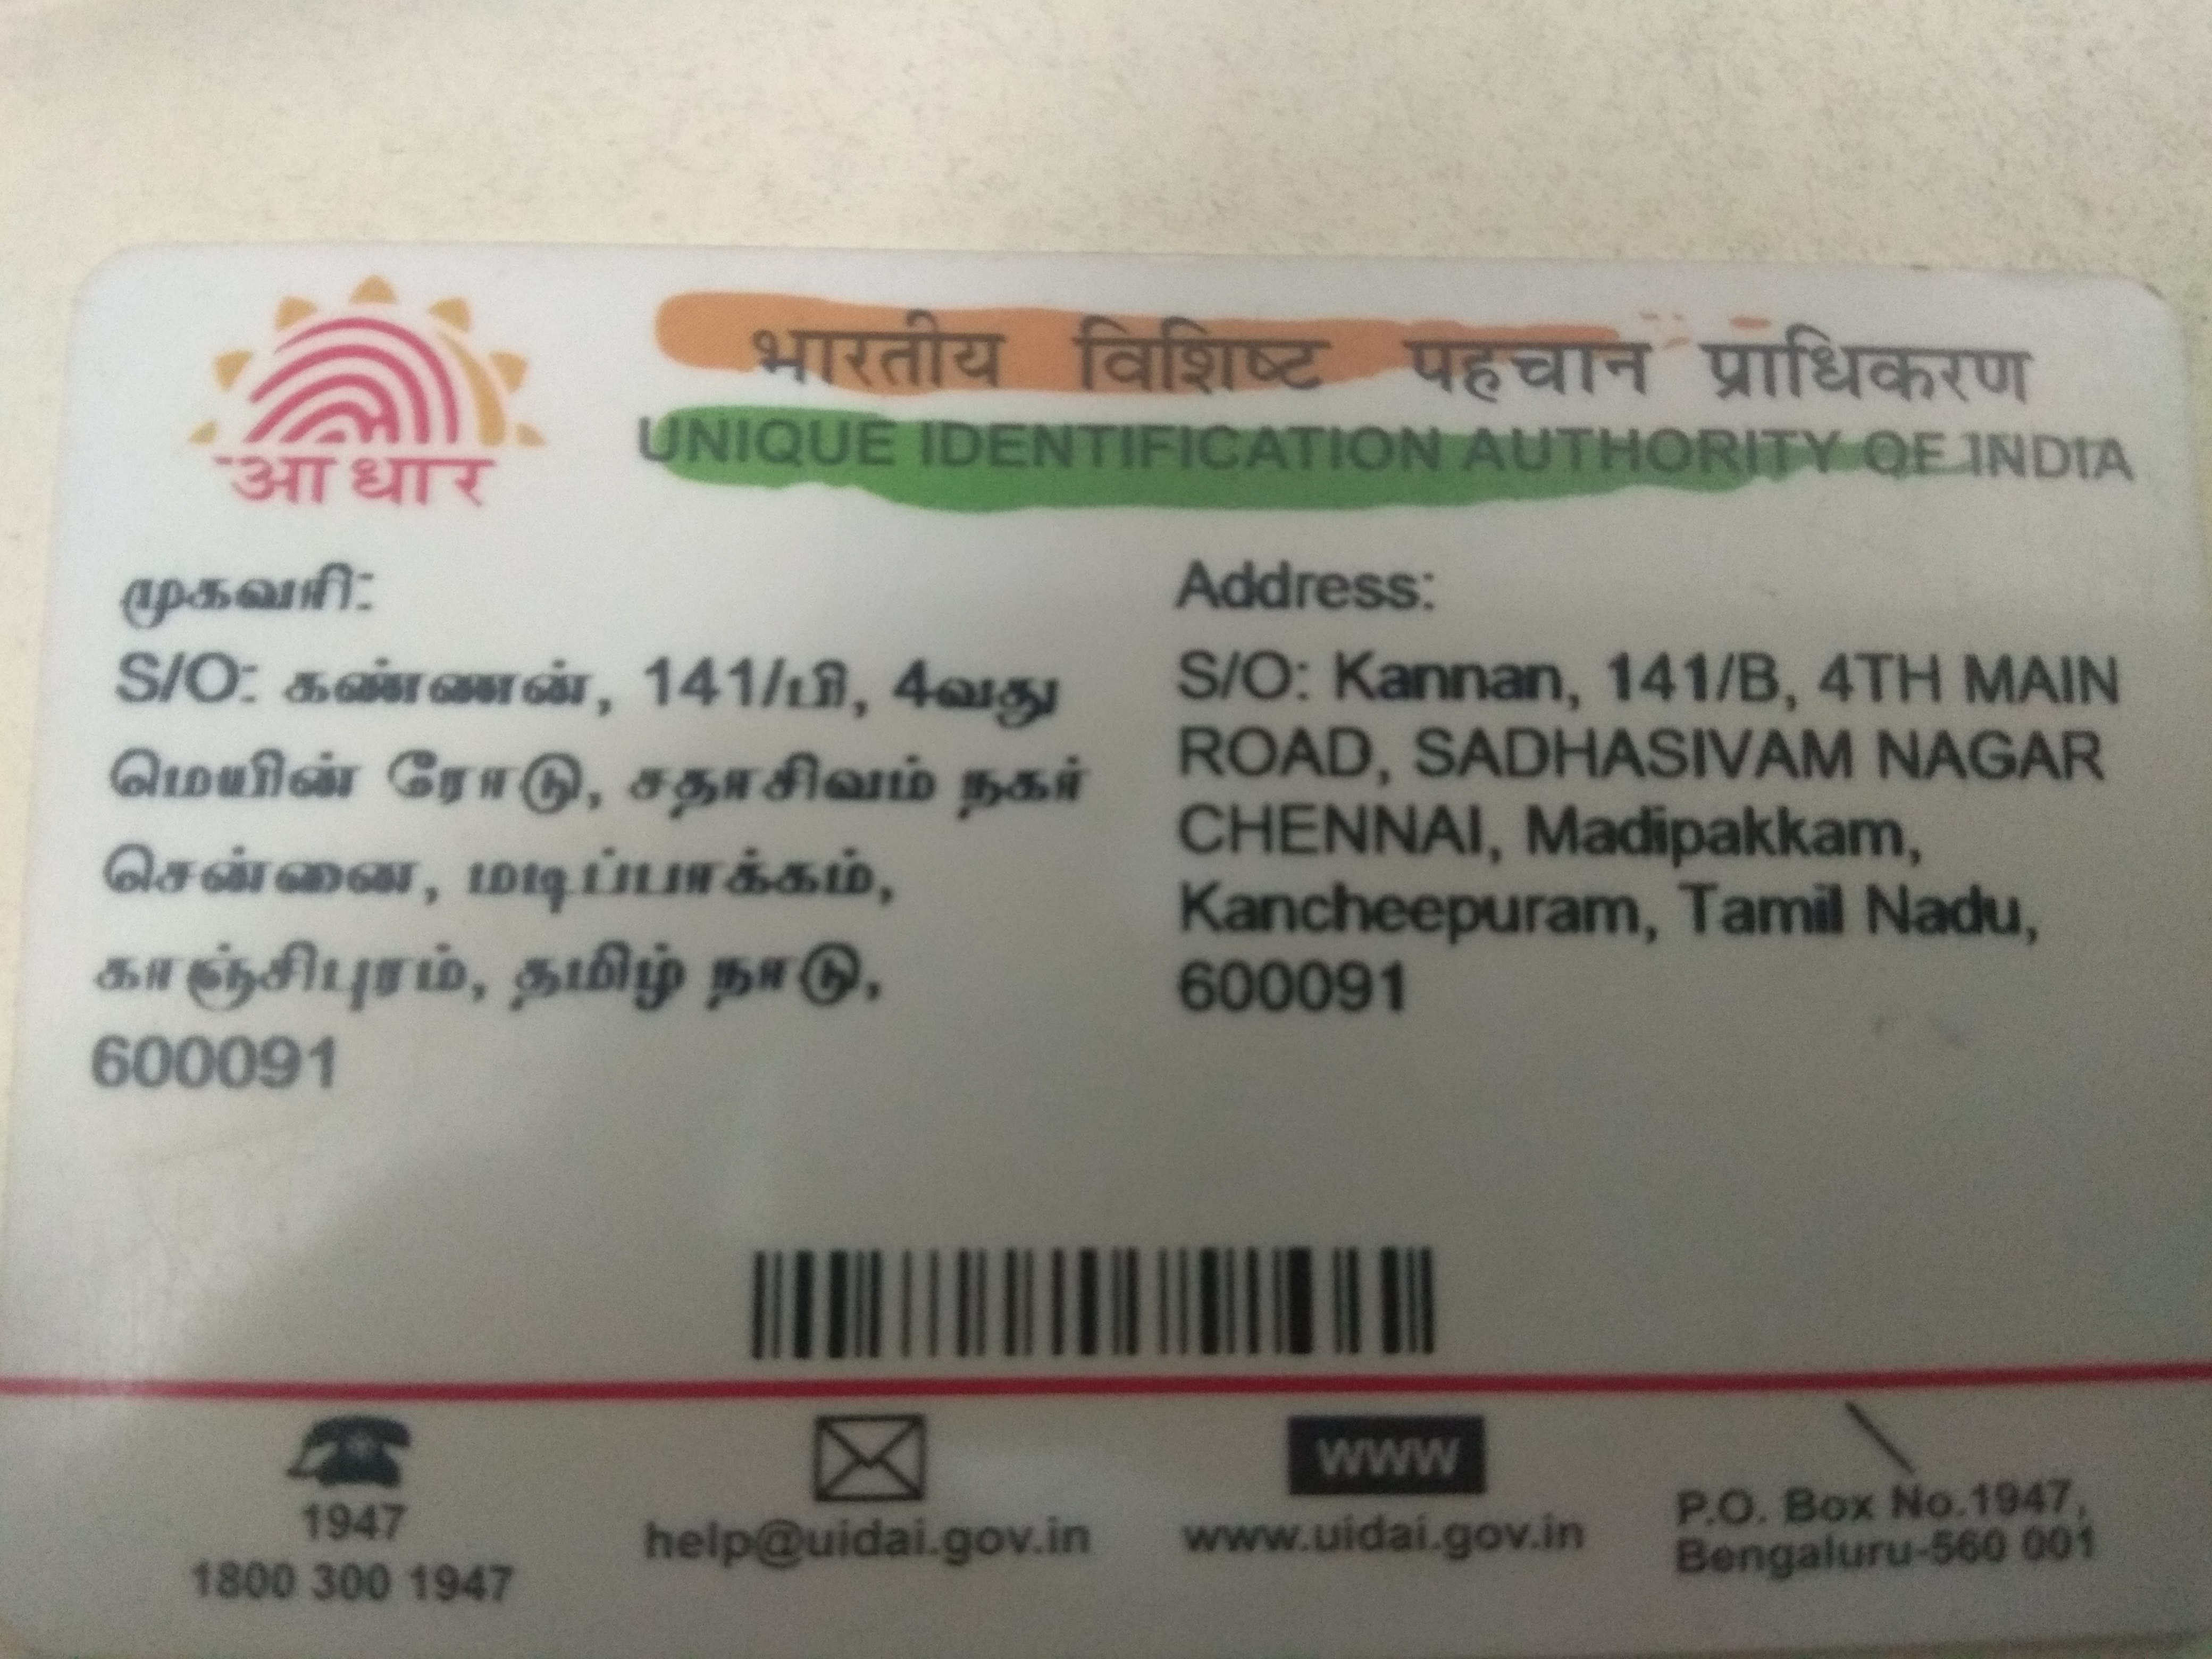 आधार
भारतीय विशिष्ट पहचान प्राधिकरण
UNIQUE IDENTIFICATION AUTHORITY OF INDIA
முகவரி:
S/O: கண்ணன், 141/பி, 4வது
மெயின் ரோடு, சதாசிவம் நகர்
சென்னை, மடிப்பாக்கம்,
காஞ்சிபுரம், தமிழ் நாடு,
600091
Address:
S/O: Kannan, 141/B, 4TH MAIN
ROAD, SADHASIVAM NAGAR
CHENNAI, Madipakkam,
Kancheepuram, Tamil Nadu,
600091
1947
1800 300 1947
help@uidai.gov.in
WWW
www.uidai.gov.in
P.O. Box No.1947,
Bengaluru-560 001